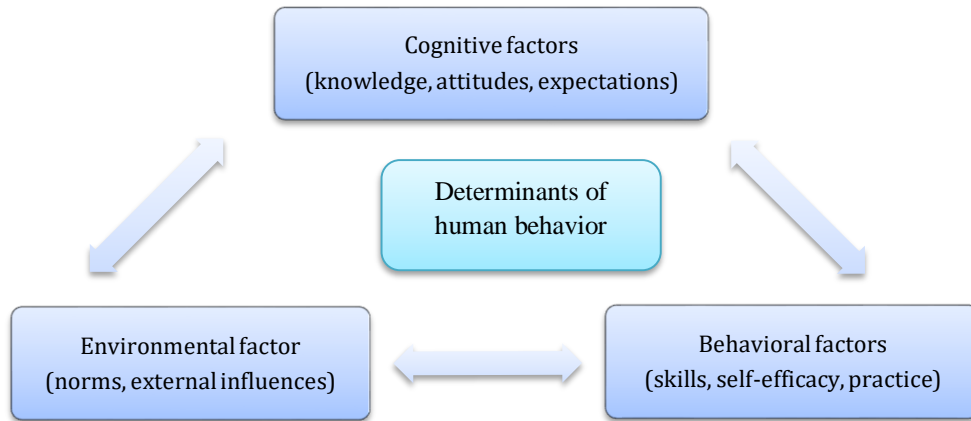 Cognitive factors
(knowledge, attitudes, expectations)
Determinants of
human behavior
Environmental factor
(norms, external influences)
Behavioral factors
(skills, self-efficacy, practice)